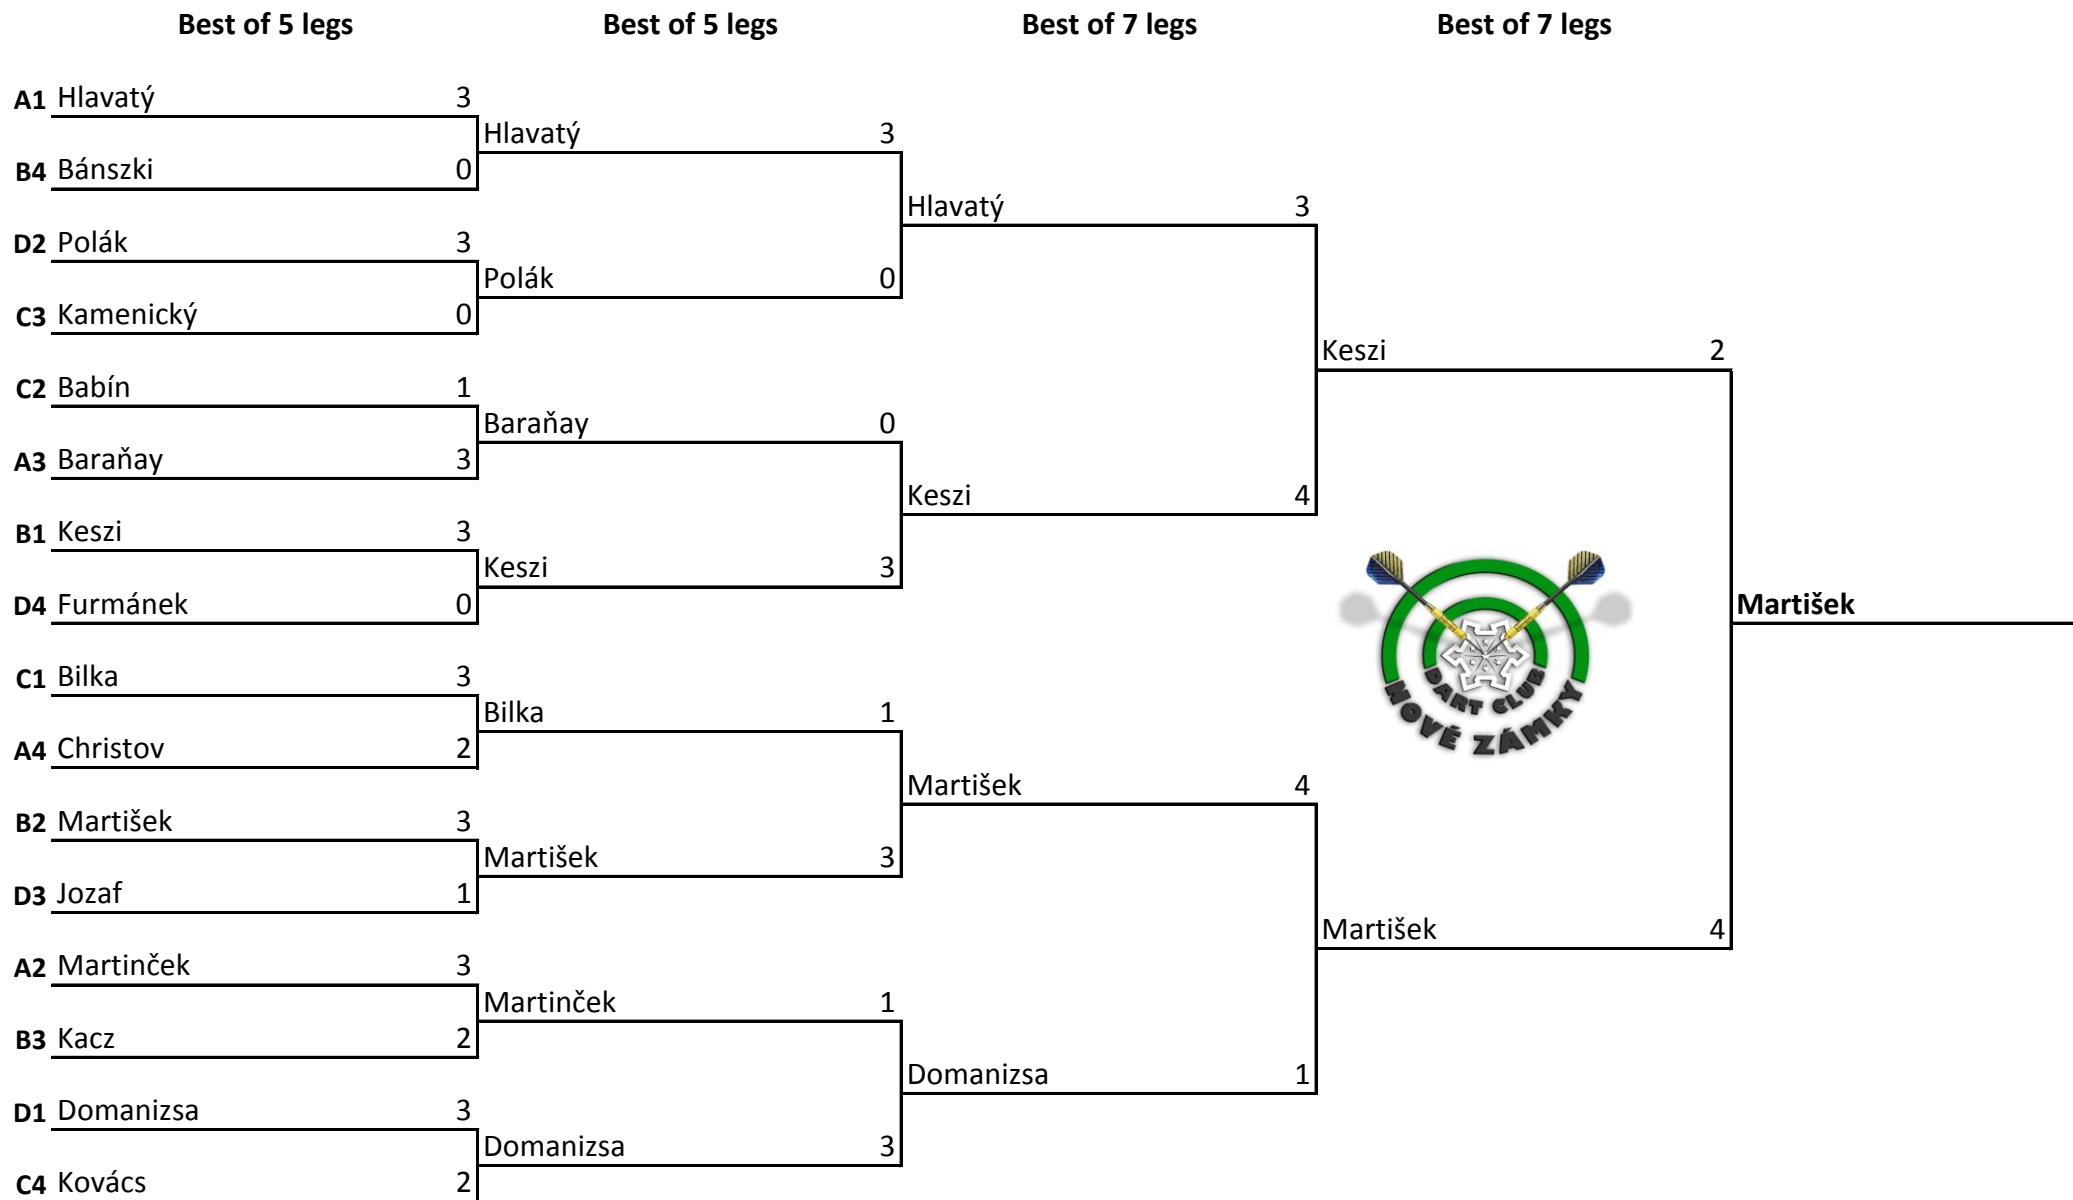 Best of 5 legs Best of 5 legs Best of 7 legs Best of 7 legs
A1 Hlavatý 3
Hlavatý 3
B4 Bánszki 0
Hlavatý 3
D2 Polák 3
Polák 0
C3 Kamenický 0
Keszi 2
C2 Babín 1
Baraňay 0
A3 Baraňay 3
Keszi 4
B1 Keszi 3
Keszi 3
D4 Furmánek 0
Martišek
C1 Bilka 3
Bilka 1
DART CLUB
NOVÉ ZÁMKY
A4 Christov 2
Martišek 4
B2 Martišek 3
Martišek 3
D3 Jozaf 1
Martišek 4
A2 Martinček 3
Martinček 1
B3 Kacz 2
Domanizsa 1
D1 Domanizsa 3
Domanizsa 3
C4 Kovács 2